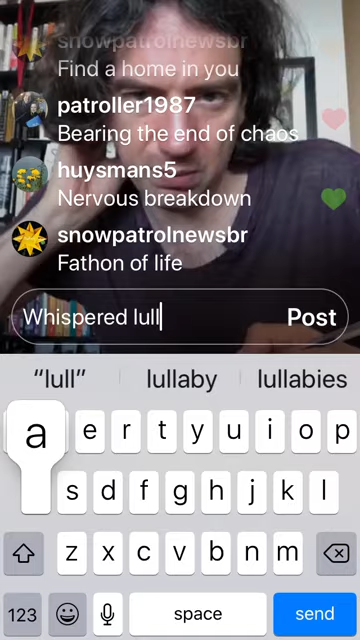 snowpatrolnewsbr
Find a home in you
patroller1987
Bearing the end of chaos
huysmans5
Nervous breakdown
snowpatrolnewsbr
Fathon of life
Whispered lull Post
“lull” lullaby lullabies
a e r t y u i o p
s d f g h j k l
z x c v b n m
123 space send